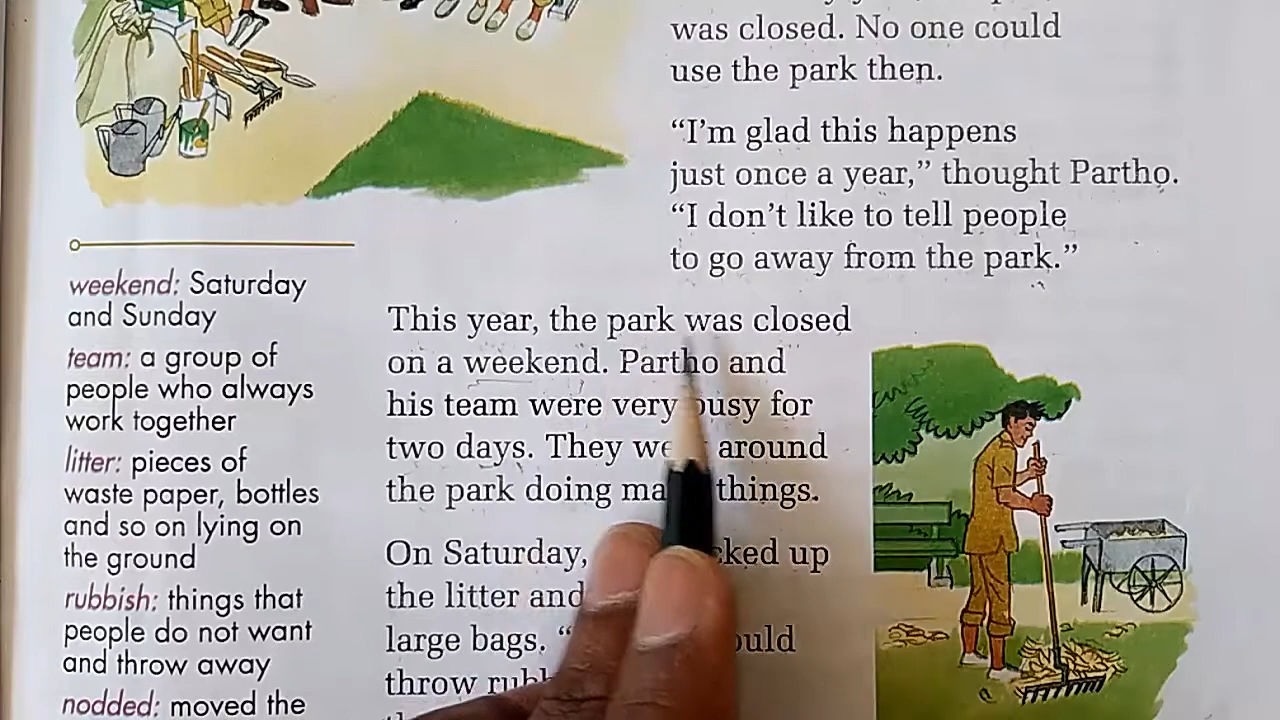 was closed. No one could
use the park then.
“I’m glad this happens
just once a year,” thought Partho.
“I don’t like to tell people
to go away from the park.”
This year, the park was closed
on a weekend. Partho and
his team were very busy for
two days. They around
the park doing things.
On Saturday, up
the litter and
large bags.
throw
weekend: Saturday
and Sunday
team: a group of
people who always
work together
litter: pieces of
waste paper, bottles
and so on lying on
the ground
rubbish: things that
people do not want
and throw away
nodded: moved the